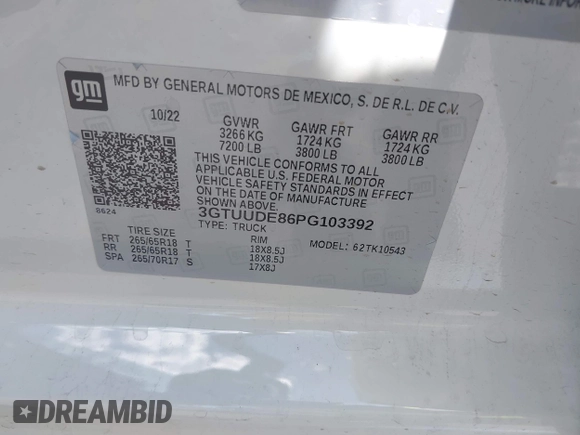 gm
MFD BY GENERAL MOTORS DE MEXICO, S. DE R.L. DE C.V.
10/22 GVWR GAWR FRT GAWR RR
3266 KG 1724 KG 1724 KG
7200 LB 3800 LB 3800 LB
THIS VEHICLE CONFORMS TO ALL
APPLICABLE U.S. FEDERAL MOTOR
VEHICLE SAFETY STANDARDS IN EFFECT
ON THE DATE OF MANUFACTURE
SHOWN ABOVE.
8624 3GTUUDE86PG103392
TYPE: TRUCK MODEL: 62TK10543
TIRE SIZE RIM
FRT 265/65R18 T 18X8.5J
RR 265/65R18 T 18X8.5J
SPA 265/70R17 S 17X8J
DREAMBID